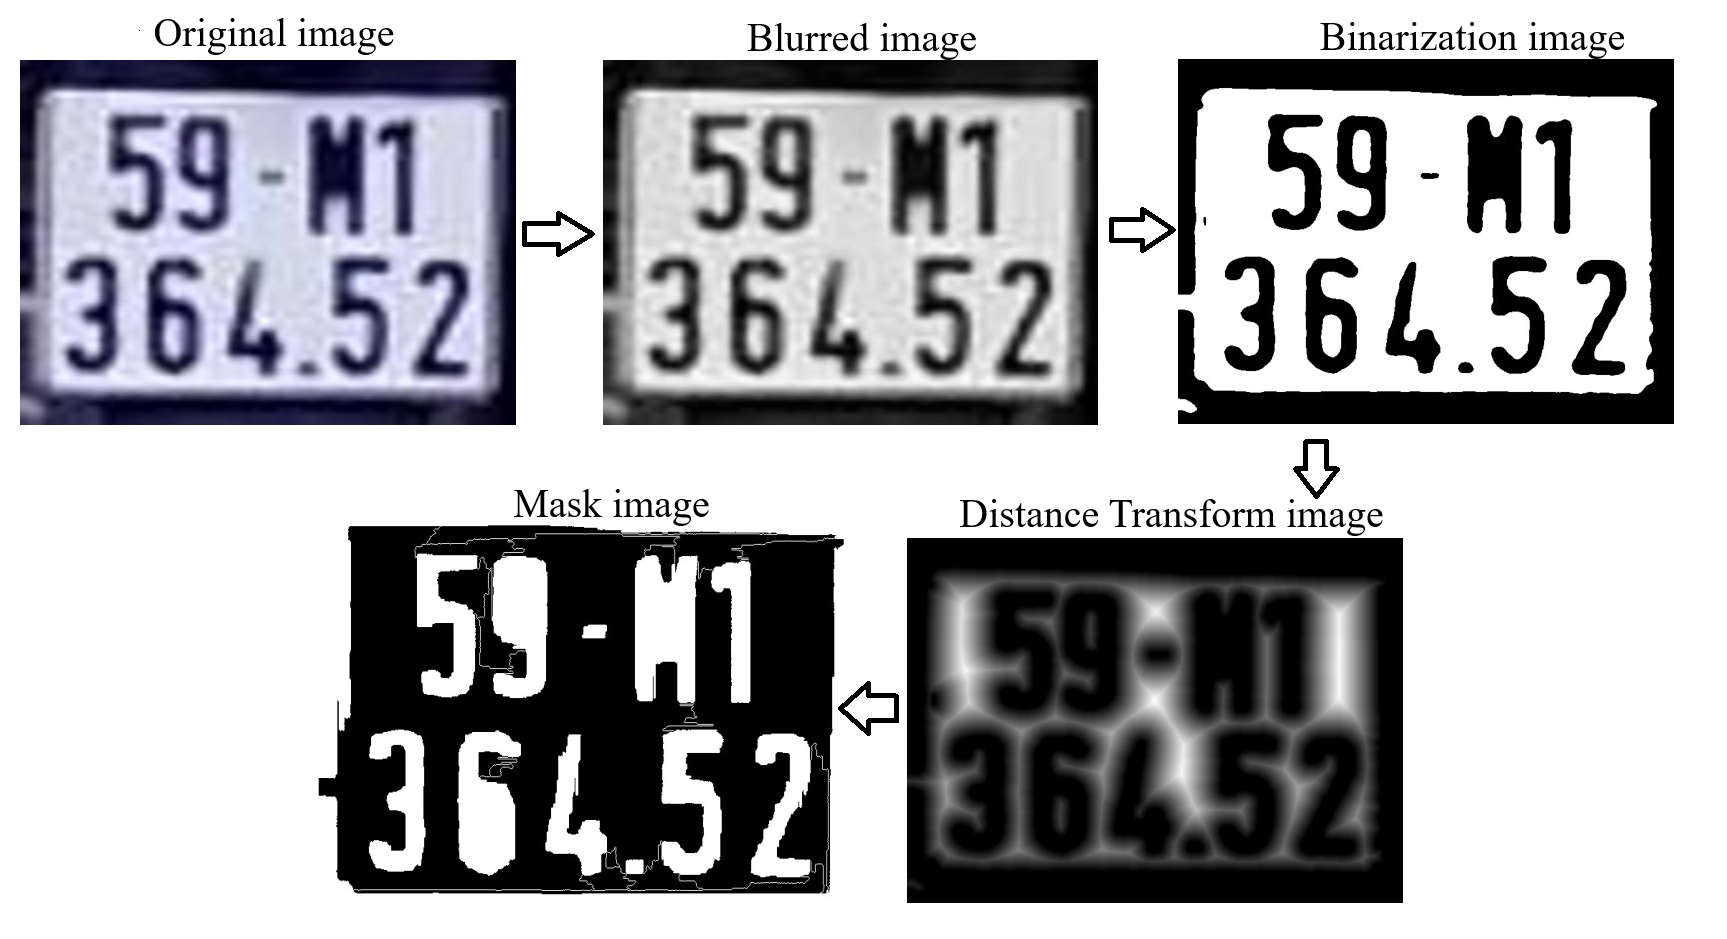 Original image
59-M1
364.52
Blurred image
59-M1
364.52
Binarization image
59-M1
364.52
Mask image
59-M1
364.52
Distance Transform image
59-M1
364.52